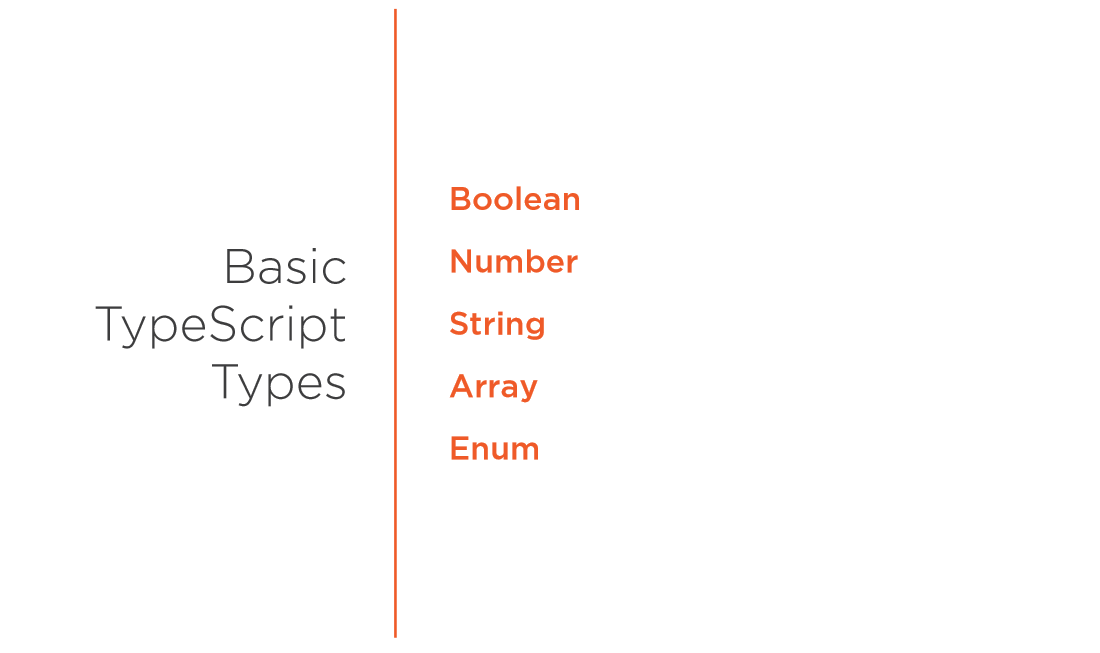 Basic
TypeScript
Types
Boolean
Number
String
Array
Enum